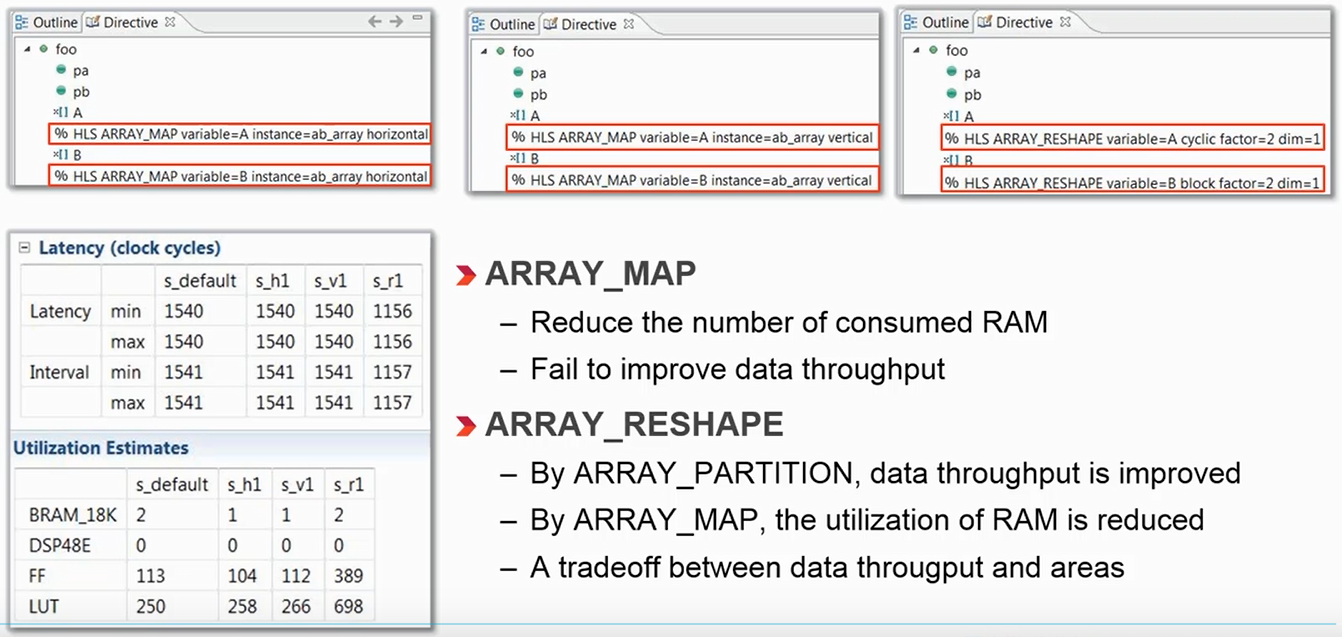 Outline Directive
foo
pa
pb
A
% HLS ARRAY_MAP variable=A instance=ab_array horizontal
B
% HLS ARRAY_MAP variable=B instance=ab_array horizontal
Outline Directive
foo
pa
pb
A
% HLS ARRAY_MAP variable=A instance=ab_array vertical
B
% HLS ARRAY_MAP variable=B instance=ab_array vertical
Outline Directive
foo
pa
pb
A
% HLS ARRAY_RESHAPE variable=A cyclic factor=2 dim=1
B
% HLS ARRAY_RESHAPE variable=B block factor=2 dim=1
Latency (clock cycles)
s_default s_h1 s_v1 s_r1
Latency min 1540 1540 1540 1156
max 1540 1540 1540 1156
Interval min 1541 1541 1541 1157
max 1541 1541 1541 1157
Utilization Estimates
s_default s_h1 s_v1 s_r1
BRAM_18K 2 1 1 2
DSP48E 0 0 0 0
FF 113 104 112 389
LUT 250 258 266 698
ARRAY_MAP
– Reduce the number of consumed RAM
– Fail to improve data throughput
ARRAY_RESHAPE
– By ARRAY_PARTITION, data throughput is improved
– By ARRAY_MAP, the utilization of RAM is reduced
– A tradeoff between data througput and areas